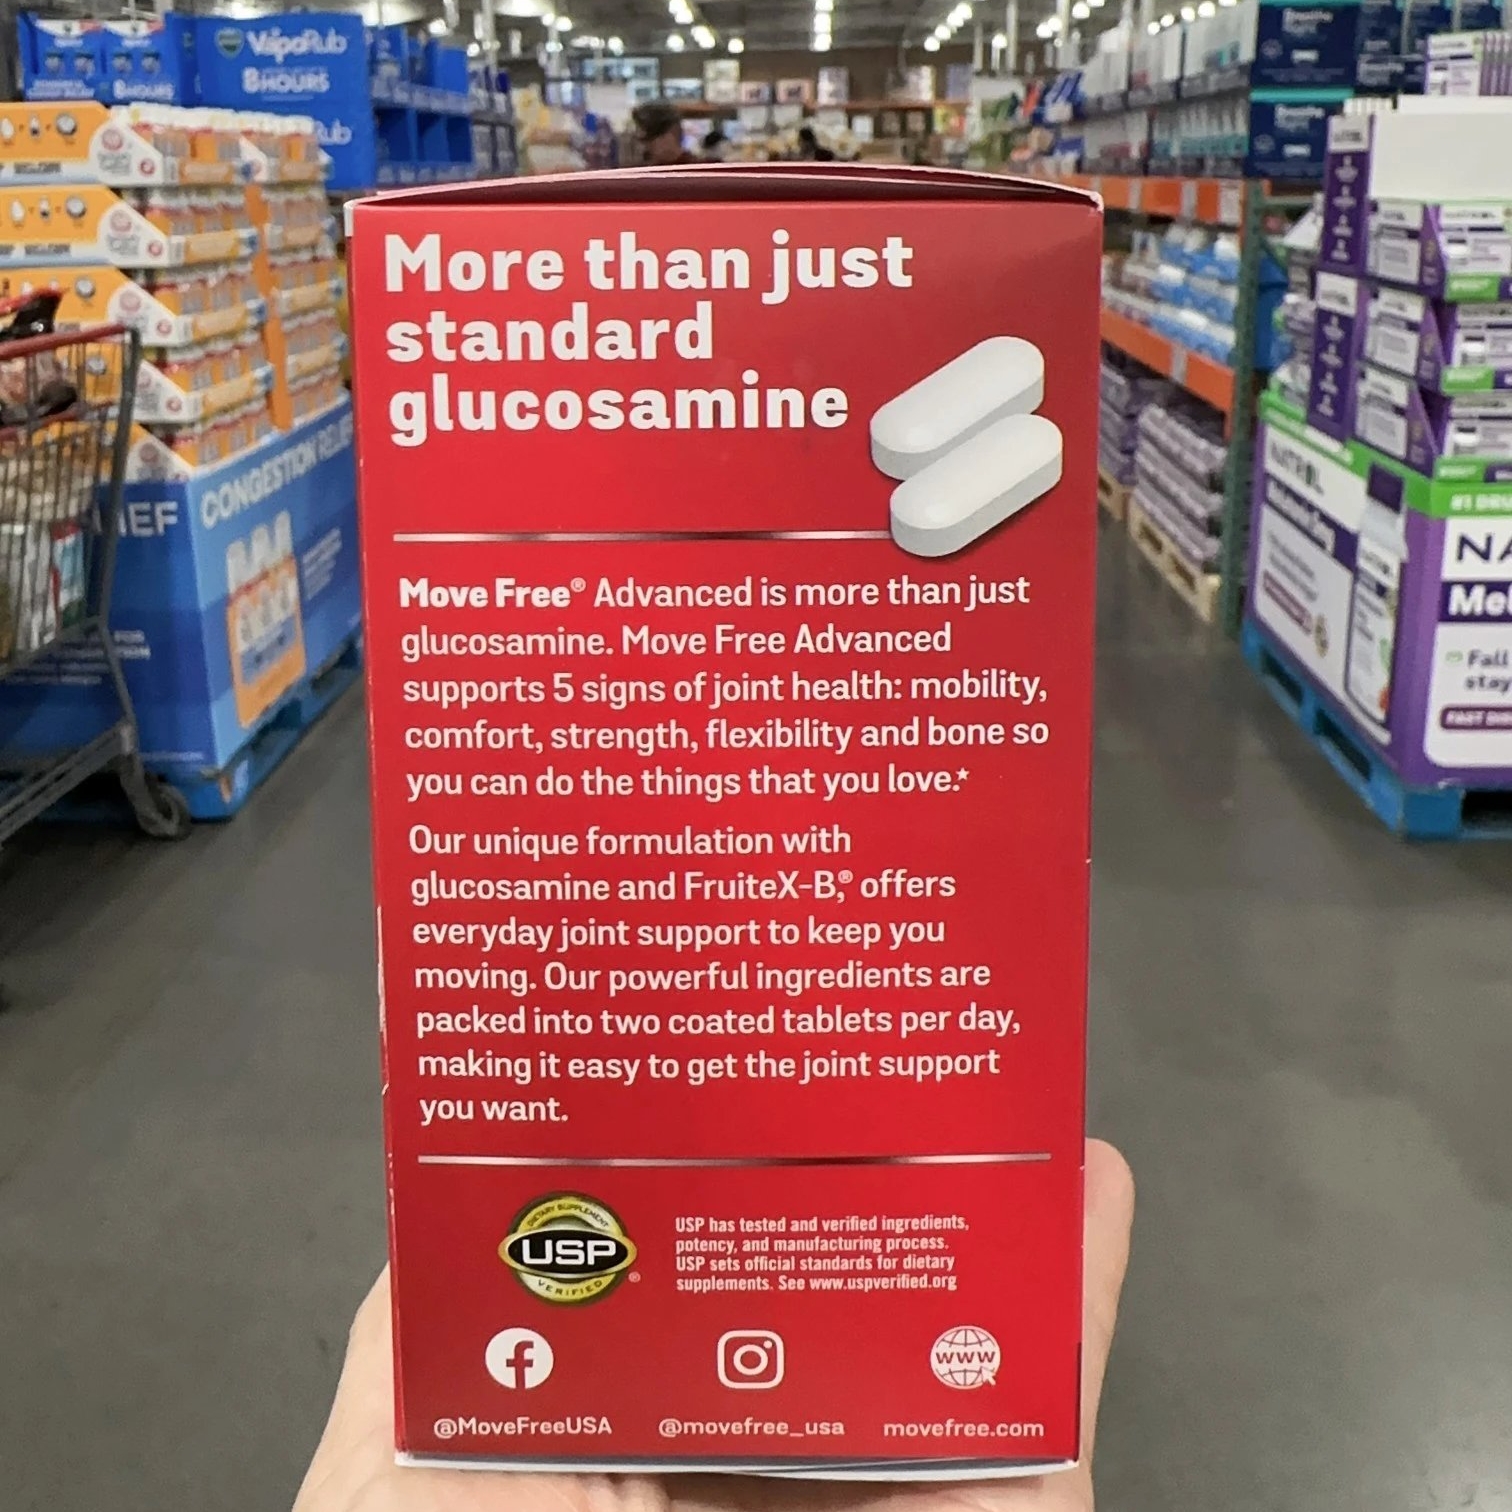 VapoRub
8HOURS
8HOURS
More than just
standard
glucosamine
Move Free® Advanced is more than just
glucosamine. Move Free Advanced
supports 5 signs of joint health: mobility,
comfort, strength, flexibility and bone so
you can do the things that you love.*
Our unique formulation with
glucosamine and FruiteX-B,® offers
everyday joint support to keep you
moving. Our powerful ingredients are
packed into two coated tablets per day,
making it easy to get the joint support
you want.
DIETARY SUPPLEMENT
USP
VERIFIED
®
USP has tested and verified ingredients,
potency, and manufacturing process.
USP sets official standards for dietary
supplements. See www.uspverified.org
www
@MoveFreeUSA
@movefree_usa
movefree.com
IEF
CONGESTION RELIEF
NA
Me
Fall
stay